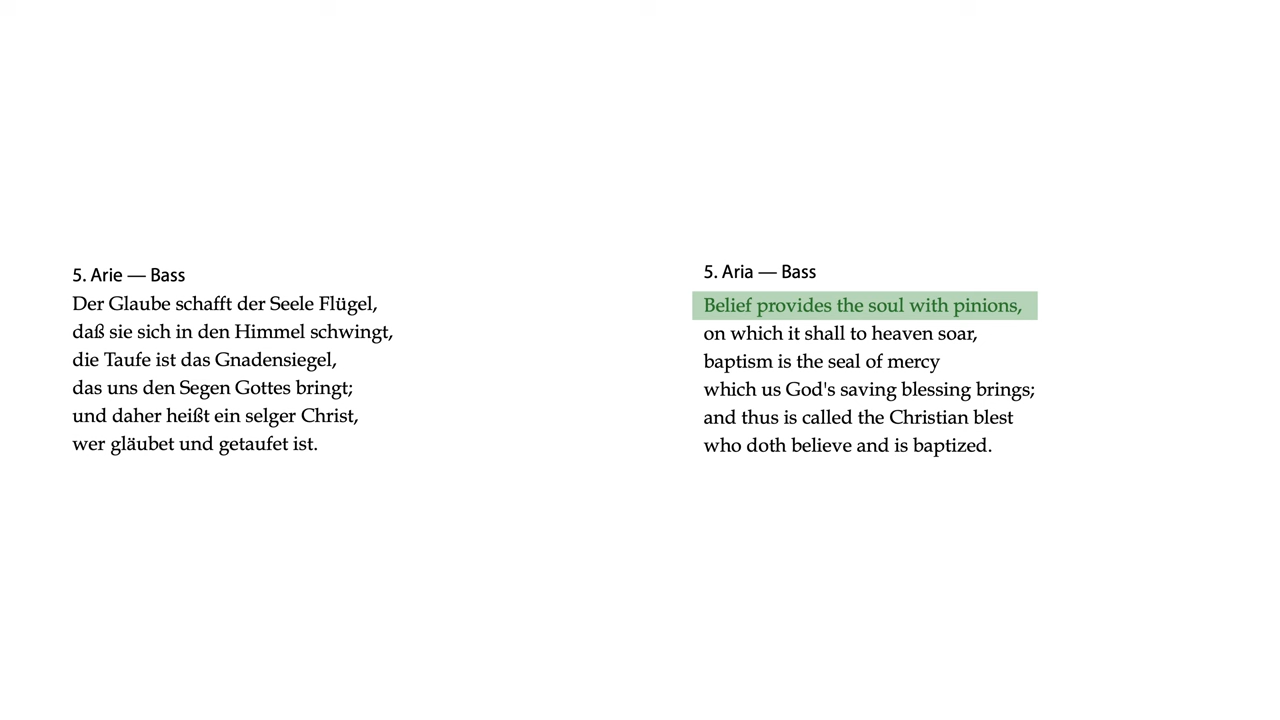 5. Arie — Bass
Der Glaube schafft der Seele Flügel,
daß sie sich in den Himmel schwingt,
die Taufe ist das Gnadensiegel,
das uns den Segen Gottes bringt;
und daher heißt ein selger Christ,
wer gläubet und getaufet ist.
5. Aria — Bass
Belief provides the soul with pinions,
on which it shall to heaven soar,
baptism is the seal of mercy
which us God's saving blessing brings;
and thus is called the Christian blest
who doth believe and is baptized.